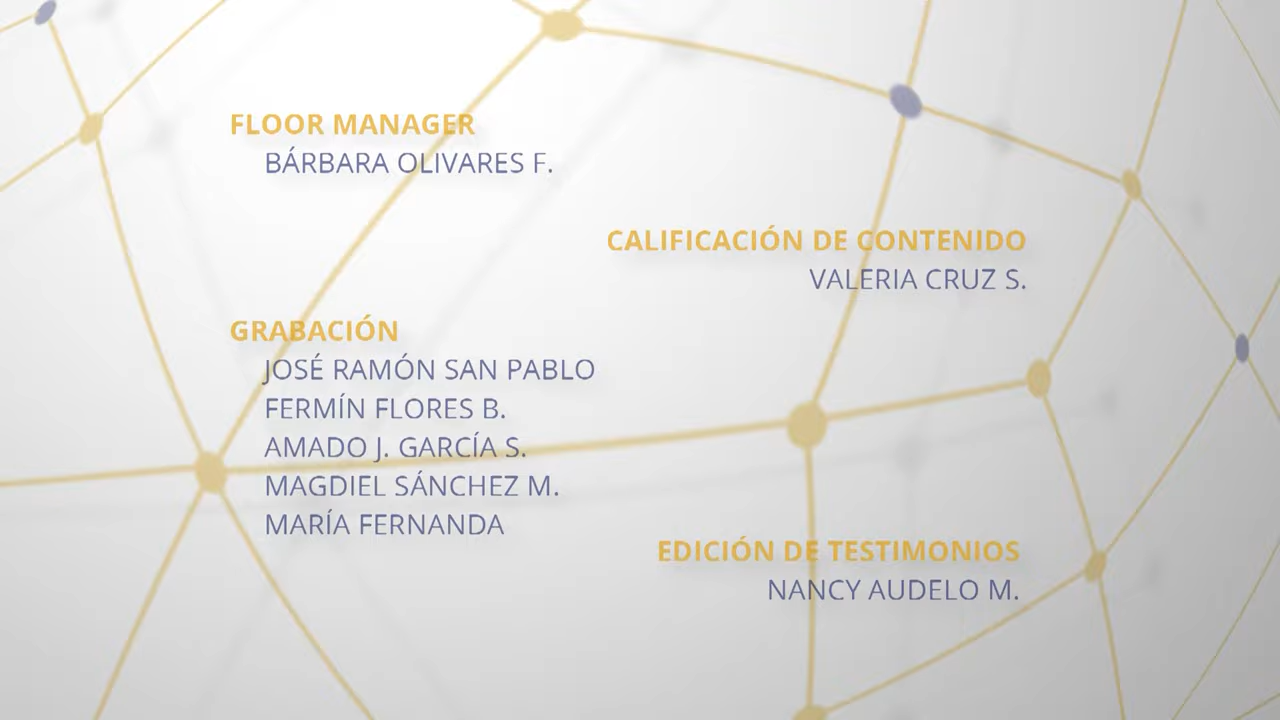 FLOOR MANAGER
BÁRBARA OLIVARES F.
CALIFICACIÓN DE CONTENIDO
VALERIA CRUZ S.
GRABACIÓN
JOSÉ RAMÓN SAN PABLO
FERMÍN FLORES B.
AMADO J. GARCÍA S.
MAGDIEL SÁNCHEZ M.
MARÍA FERNANDA
EDICIÓN DE TESTIMONIOS
NANCY AUDELO M.